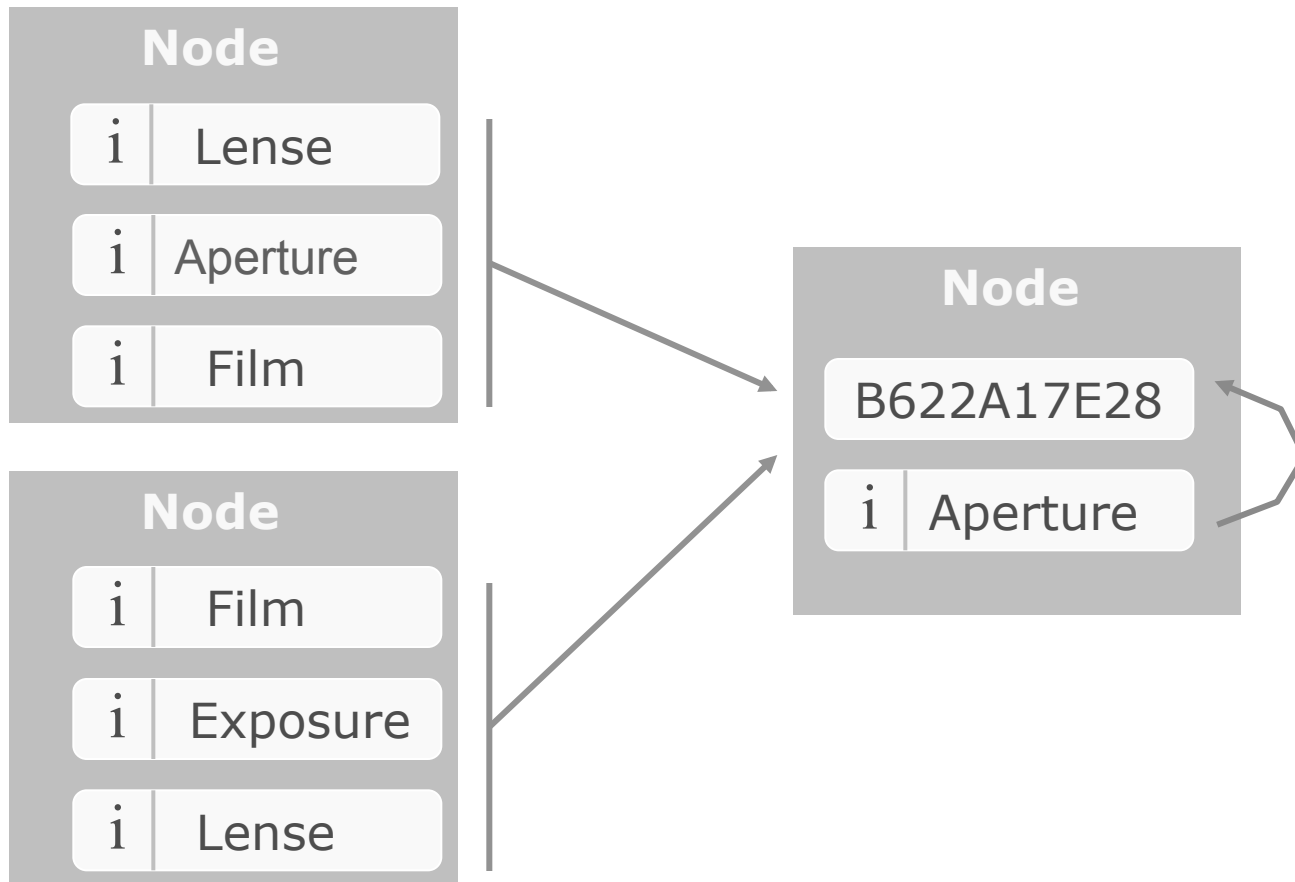 Node
i Lense
i Aperture
i Film
Node
i Film
i Exposure
i Lense
Node
B622A17E28
i Aperture